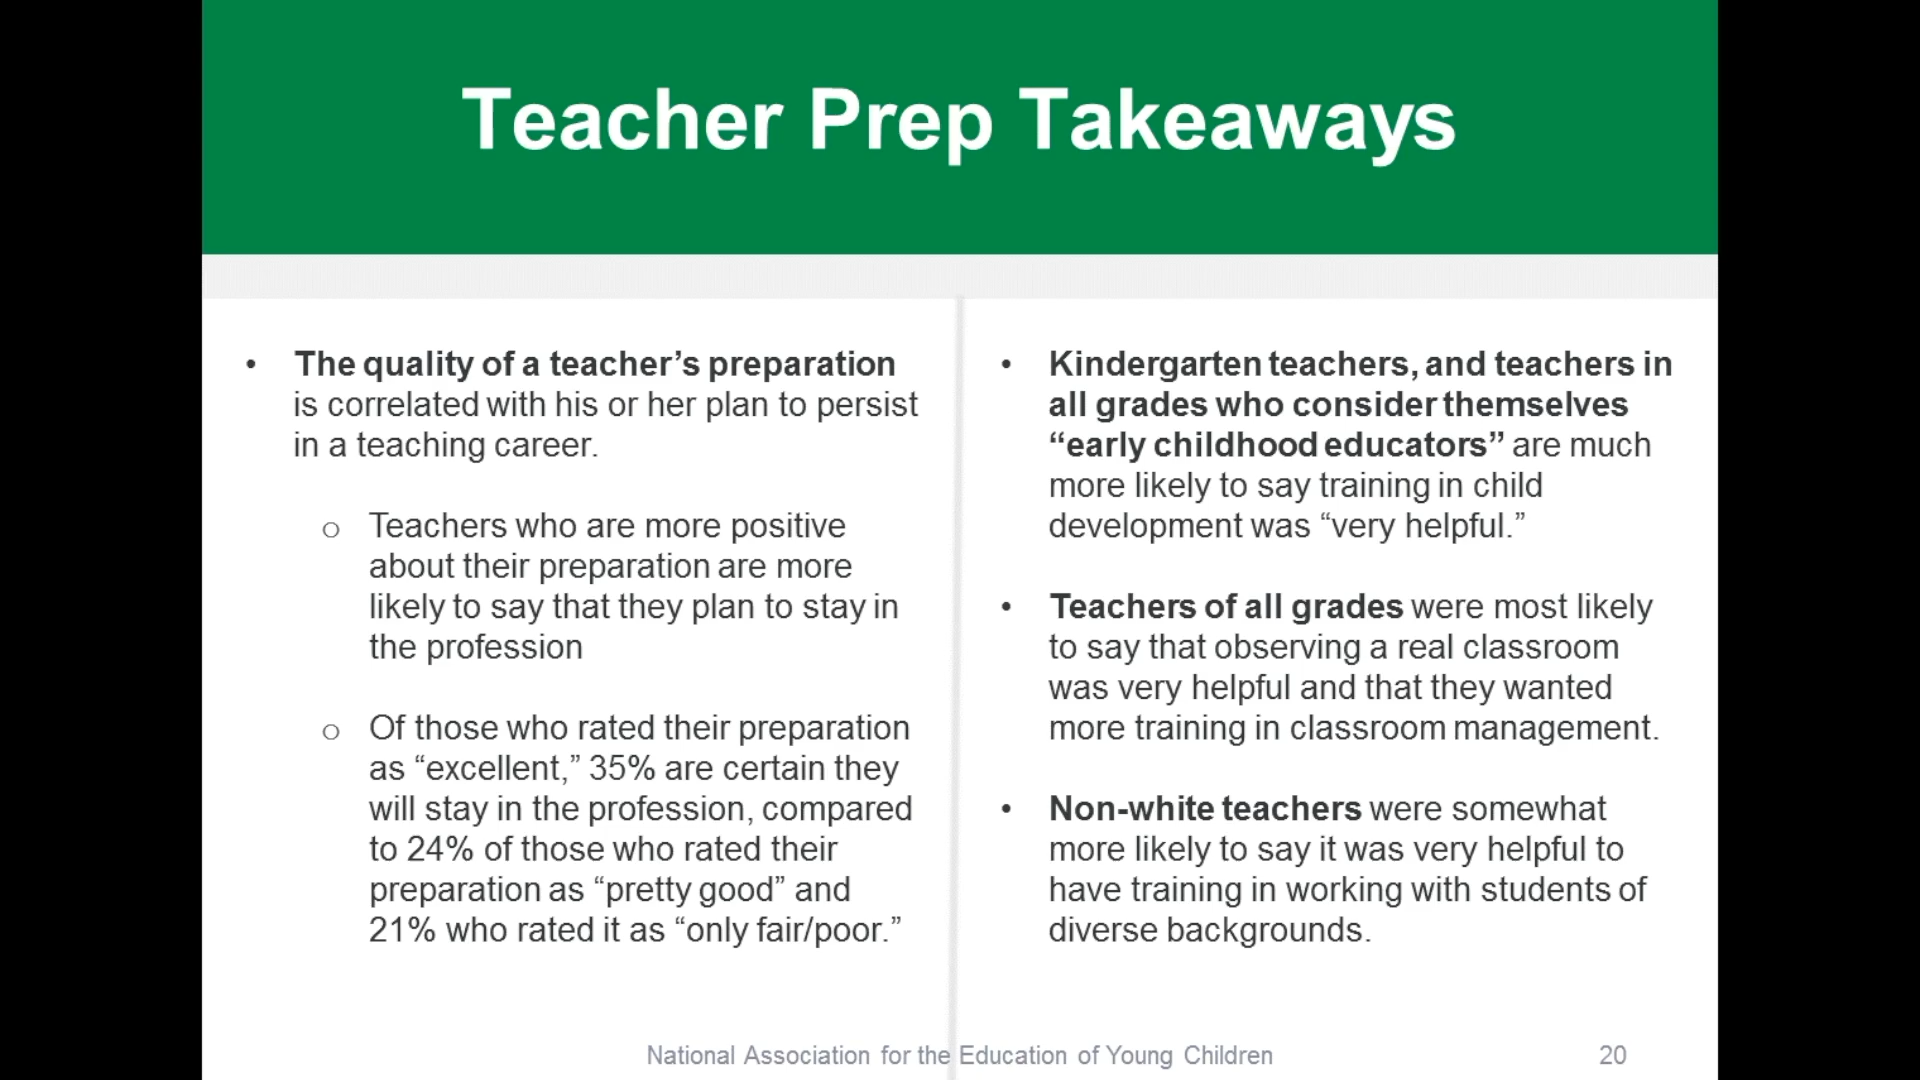 Teacher Prep Takeaways
• The quality of a teacher’s preparation
is correlated with his or her plan to persist
in a teaching career.
o Teachers who are more positive
about their preparation are more
likely to say that they plan to stay in
the profession
o Of those who rated their preparation
as “excellent,” 35% are certain they
will stay in the profession, compared
to 24% of those who rated their
preparation as “pretty good” and
21% who rated it as “only fair/poor.”
• Kindergarten teachers, and teachers in
all grades who consider themselves
“early childhood educators” are much
more likely to say training in child
development was “very helpful.”
• Teachers of all grades were most likely
to say that observing a real classroom
was very helpful and that they wanted
more training in classroom management.
• Non-white teachers were somewhat
more likely to say it was very helpful to
have training in working with students of
diverse backgrounds.
National Association for the Education of Young Children
20